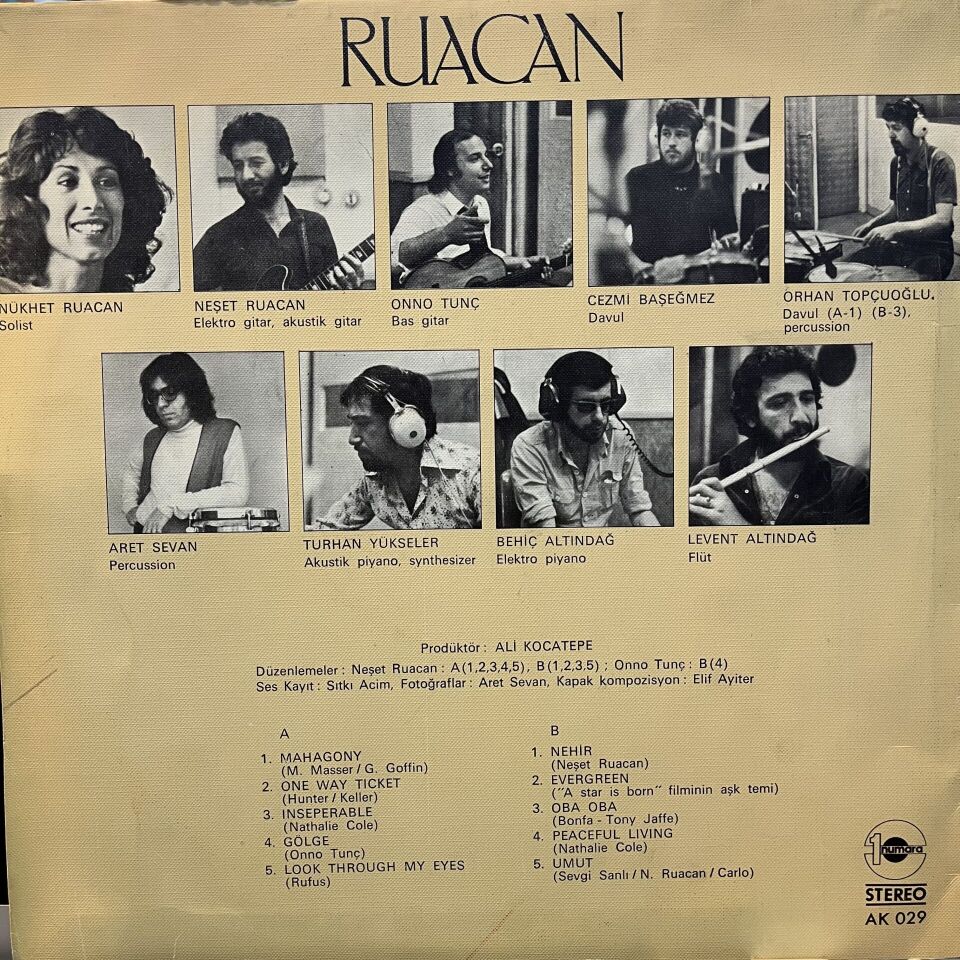 RUACAN
NÜKHET RUACAN
Solist
NEŞET RUACAN
Elektro gitar, akustik gitar
ONNO TUNÇ
Bas gitar
CEZMİ BAŞEĞMEZ
Davul
ORHAN TOPÇUOĞLU.
Davul (A-1) (B-3),
percussion
ARET SEVAN
Percussion
TURHAN YÜKSELER
Akustik piyano, synthesizer
BEHİÇ ALTINDAĞ
Elektro piyano
LEVENT ALTINDAĞ
Flüt
Prodüktör : ALİ KOCATEPE
Düzenlemeler : Neşet Ruacan : A(1,2,3,4,5), B(1,2,3.5) ; Onno Tunç : B(4)
Ses Kayıt : Sıtkı Acim, Fotoğraflar : Aret Sevan, Kapak kompozisyon : Elif Ayiter
A
1. MAHAGONY
(M. Masser / G. Goffin)
2. ONE WAY TICKET
(Hunter / Keller)
3. INSEPERABLE
(Nathalie Cole)
4. GÖLGE
(Onno Tunç)
5. LOOK THROUGH MY EYES
(Rufus)
B
1. NEHİR
(Neşet Ruacan)
2. EVERGREEN
("A star is born" filminin aşk temi)
3. OBA OBA
(Bonfa - Tony Jaffe)
4. PEACEFUL LIVING
(Nathalie Cole)
5. UMUT
(Sevgi Sanlı / N. Ruacan / Carlo)
1 numara
STEREO
AK 029